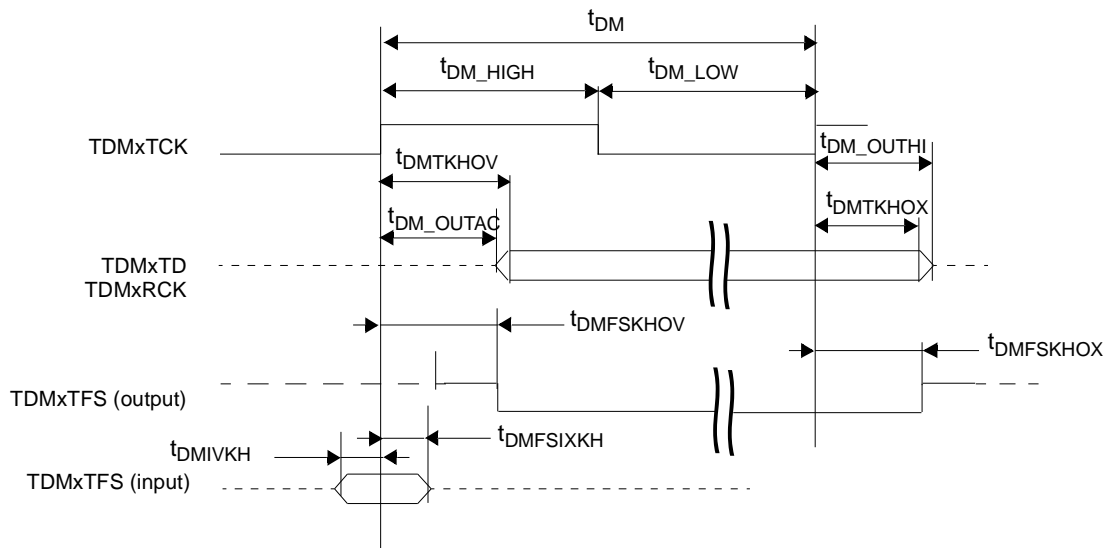 tDM
tDM_HIGH
tDM_LOW
TDMxTCK
tDM_OUTHI
tDMTKHOV
tDMTKHOX
tDM_OUTAC
TDMxTD
TDMxRCK
tDMFSKHOV
tDMFSKHOX
TDMxTFS (output)
tDMFSIXKH
tDMIVKH
TDMxTFS (input)